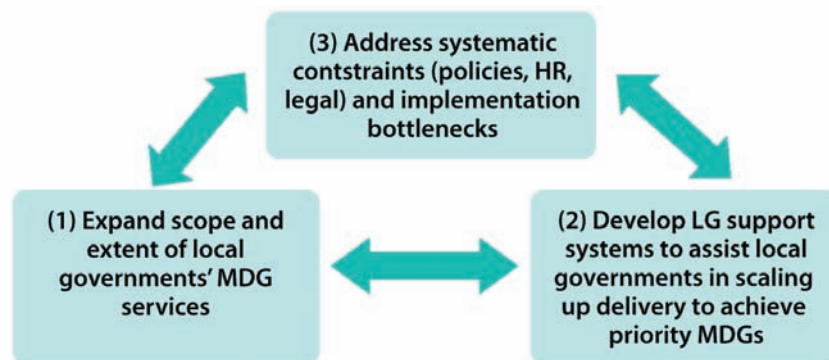 (3) Address systematic
contstraints (policies, HR,
legal) and implementation
bottlenecks
(1) Expand scope and
extent of local
governments’ MDG
services
(2) Develop LG support
systems to assist local
governments in scaling
up delivery to achieve
priority MDGs